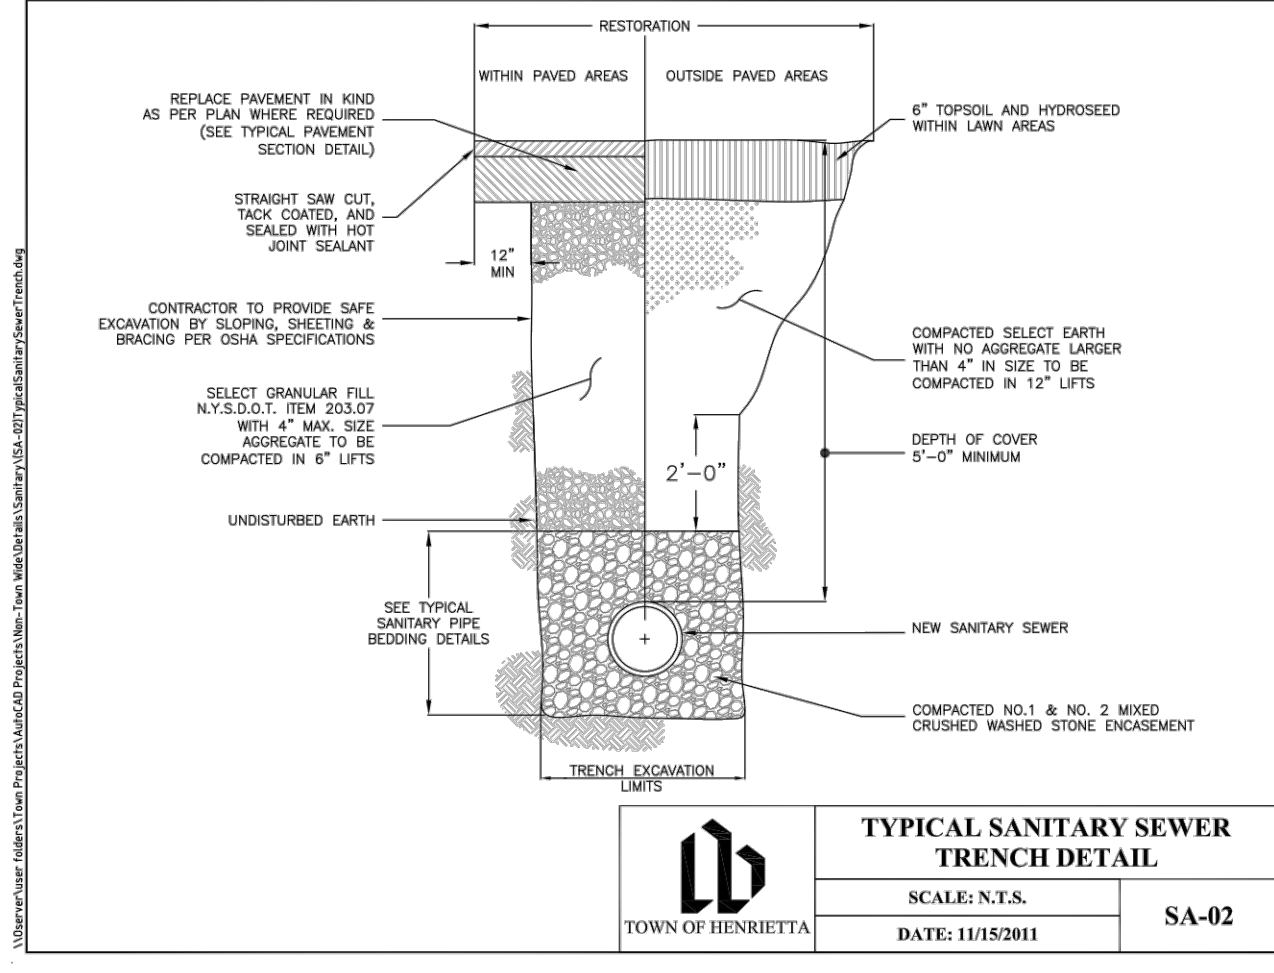 RESTORATION
WITHIN PAVED AREAS
OUTSIDE PAVED AREAS
REPLACE PAVEMENT IN KIND
AS PER PLAN WHERE REQUIRED
(SEE TYPICAL PAVEMENT
SECTION DETAIL)
6" TOPSOIL AND HYDROSEED
WITHIN LAWN AREAS
STRAIGHT SAW CUT,
TACK COATED, AND
SEALED WITH HOT
JOINT SEALANT
12"
MIN
CONTRACTOR TO PROVIDE SAFE
EXCAVATION BY SLOPING, SHEETING &
BRACING PER OSHA SPECIFICATIONS
COMPACTED SELECT EARTH
WITH NO AGGREGATE LARGER
THAN 4" IN SIZE TO BE
COMPACTED IN 12" LIFTS
SELECT GRANULAR FILL
N.Y.S.D.O.T. ITEM 203.07
WITH 4" MAX. SIZE
AGGREGATE TO BE
COMPACTED IN 6" LIFTS
DEPTH OF COVER
5'-0" MINIMUM
2'-0"
UNDISTURBED EARTH
SEE TYPICAL
SANITARY PIPE
BEDDING DETAILS
NEW SANITARY SEWER
COMPACTED NO.1 & NO. 2 MIXED
CRUSHED WASHED STONE ENCASEMENT
TRENCH EXCAVATION
LIMITS
\\0server\user folders\Town Projects\AutoCAD Projects\Non-Town Wide\Details\Sanitary\(SA-02)TypicalSanitarySewerTrench.dwg
TOWN OF HENRIETTA
TYPICAL SANITARY SEWER
TRENCH DETAIL
SCALE: N.T.S.
DATE: 11/15/2011
SA-02